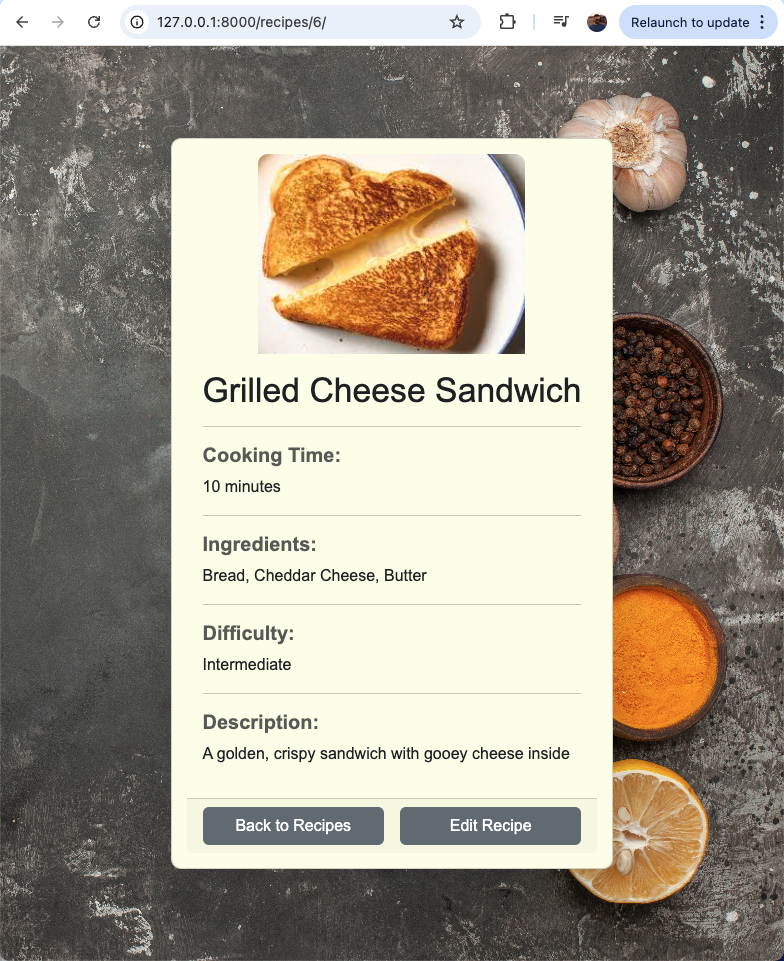 127.0.0.1:8000/recipes/6/
Relaunch to update
Grilled Cheese Sandwich
Cooking Time:
10 minutes
Ingredients:
Bread, Cheddar Cheese, Butter
Difficulty:
Intermediate
Description:
A golden, crispy sandwich with gooey cheese inside
Back to Recipes
Edit Recipe